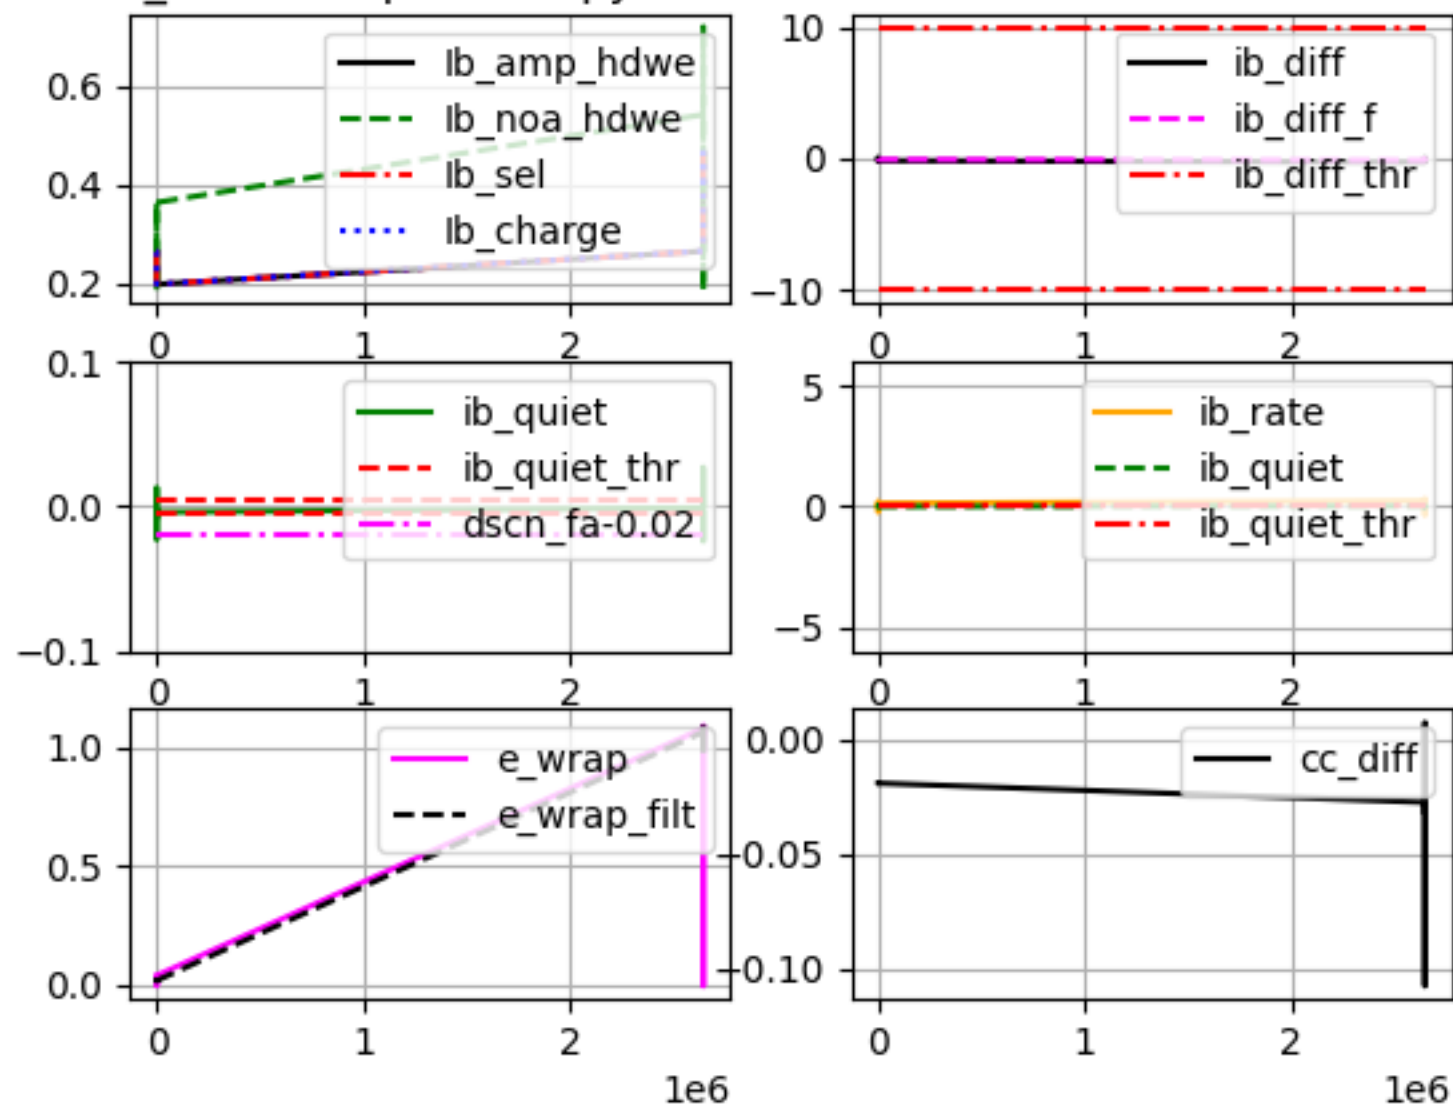 0.6
0.4
0.2
Ib_amp_hdwe
Ib_noa_hdwe
Ib_sel
Ib_charge
0 1 2
10
0
−10
ib_diff
ib_diff_f
ib_diff_thr
0 1 2
0.1
0.0
−0.1
ib_quiet
ib_quiet_thr
dscn_fa-0.02
0 1 2
5
0
−5
ib_rate
ib_quiet
ib_quiet_thr
0 1 2
1.0
0.5
0.0
e_wrap
e_wrap_filt
0 1 2
1e6
0.00
−0.05
−0.10
cc_diff
0 1 2
1e6